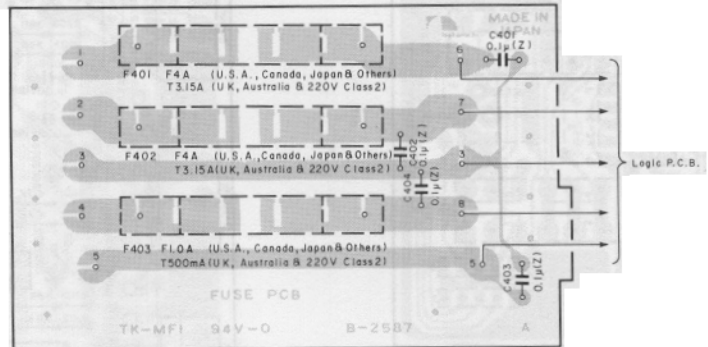 MADE IN
JAPAN
C401
0.1μ(Z)
1
6
F401 F4A (U.S.A., Canada, Japan & Others)
T3.15A (UK, Australia & 220V Class2)
2
7
F402 F4A (U.S.A., Canada, Japan & Others)
T3.15A (UK, Australia & 220V Class2)
3
C402
0.1μ(Z)
C404
0.1μ(Z)
3
Logic P.C.B.
4
8
F403 F1.0A (U.S.A., Canada, Japan & Others)
T500mA (UK, Australia & 220V Class2)
5
5
C403
0.1μ(Z)
FUSE PCB
TK-MF1 94V-0 B-2587 A